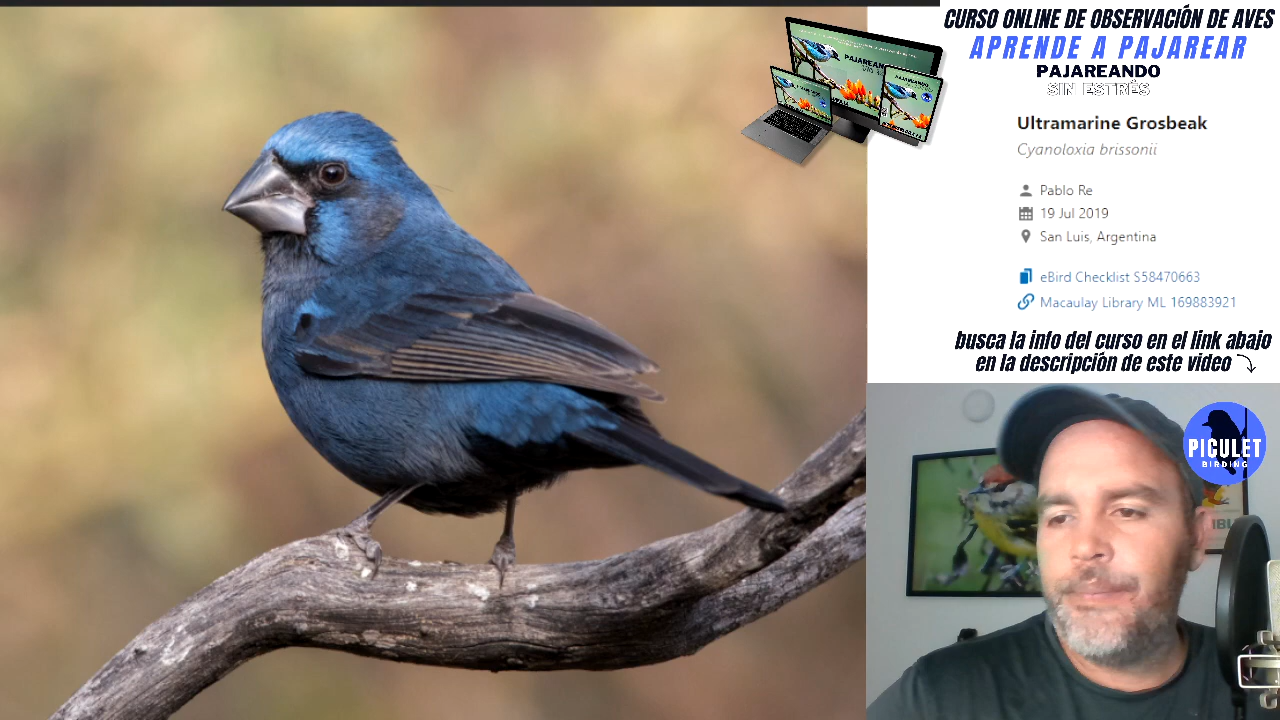 CURSO ONLINE DE OBSERVACIÓN DE AVES
APRENDE A PAJAREAR
PAJAREANDO
SIN ESTRÉS
Ultramarine Grosbeak
Cyanoloxia brissonii
Pablo Re
19 Jul 2019
San Luis, Argentina
eBird Checklist S58470663
Macaulay Library ML 169883921
busca la info del curso en el link abajo
en la descripción de este video
PICULET
BIRDING